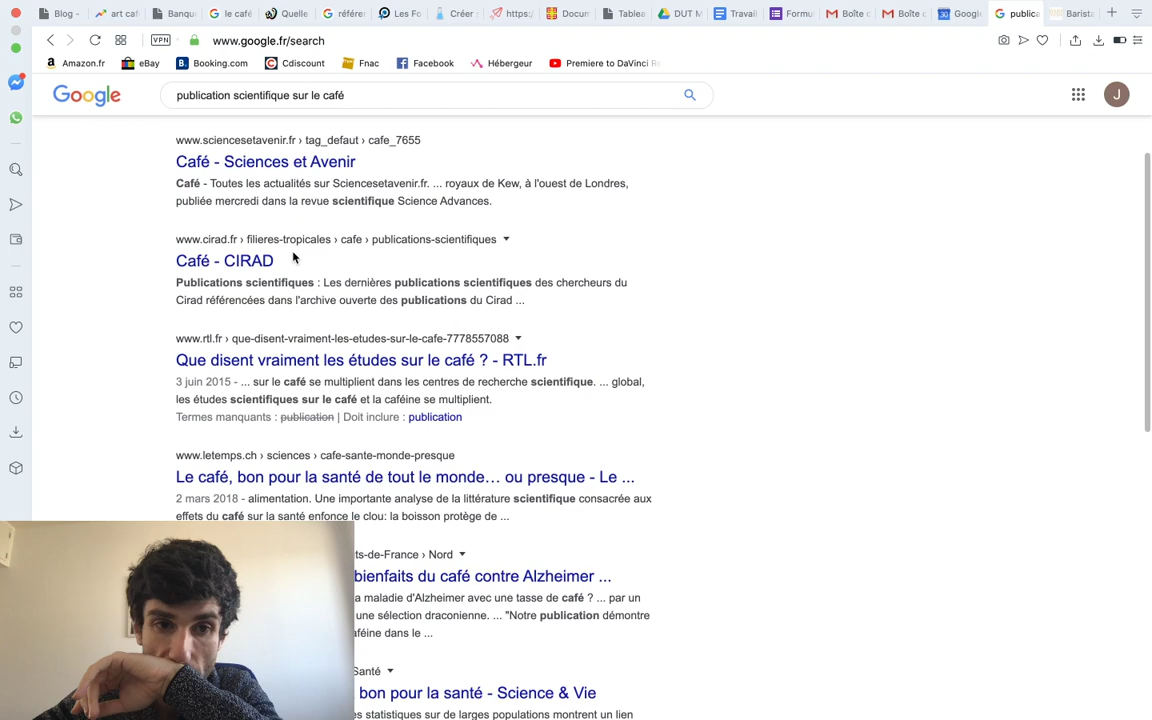 Blog -
art caf
Banqu
le café
Quelle
référe
Les Fo
Créer
https:/
Docum
Tablea
DUT M
Travai
Formu
Boîte d
Boîte d
Googl
publica
Barista
VPN
www.google.fr/search
Amazon.fr
eBay
Booking.com
Cdiscount
Fnac
Facebook
Hébergeur
Premiere to DaVinci Re
Google
publication scientifique sur le café
J
www.sciencesetavenir.fr › tag_defaut › cafe_7655
Café - Sciences et Avenir
Café - Toutes les actualités sur Sciencesetavenir.fr. ... royaux de Kew, à l'ouest de Londres,
publiée mercredi dans la revue scientifique Science Advances.
www.cirad.fr › filieres-tropicales › cafe › publications-scientifiques
Café - CIRAD
Publications scientifiques : Les dernières publications scientifiques des chercheurs du
Cirad référencées dans l'archive ouverte des publications du Cirad ...
www.rtl.fr › que-disent-vraiment-les-etudes-sur-le-cafe-7778557088
Que disent vraiment les études sur le café ? - RTL.fr
3 juin 2015 - ... sur le café se multiplient dans les centres de recherche scientifique. ... global,
les études scientifiques sur le café et la caféine se multiplient.
Termes manquants : publication | Doit inclure : publication
www.letemps.ch › sciences › cafe-sante-monde-presque
Le café, bon pour la santé de tout le monde… ou presque - Le ...
2 mars 2018 - alimentation. Une importante analyse de la littérature scientifique consacrée aux
effets du café sur la santé enfonce le clou: la boisson protège de ...
ts-de-France › Nord
bienfaits du café contre Alzheimer ...
a maladie d'Alzheimer avec une tasse de café ? ... par un
une sélection draconienne. ... "Notre publication démontre
aféine dans le ...
Santé
bon pour la santé - Science & Vie
es statistiques sur de larges populations montrent un lien